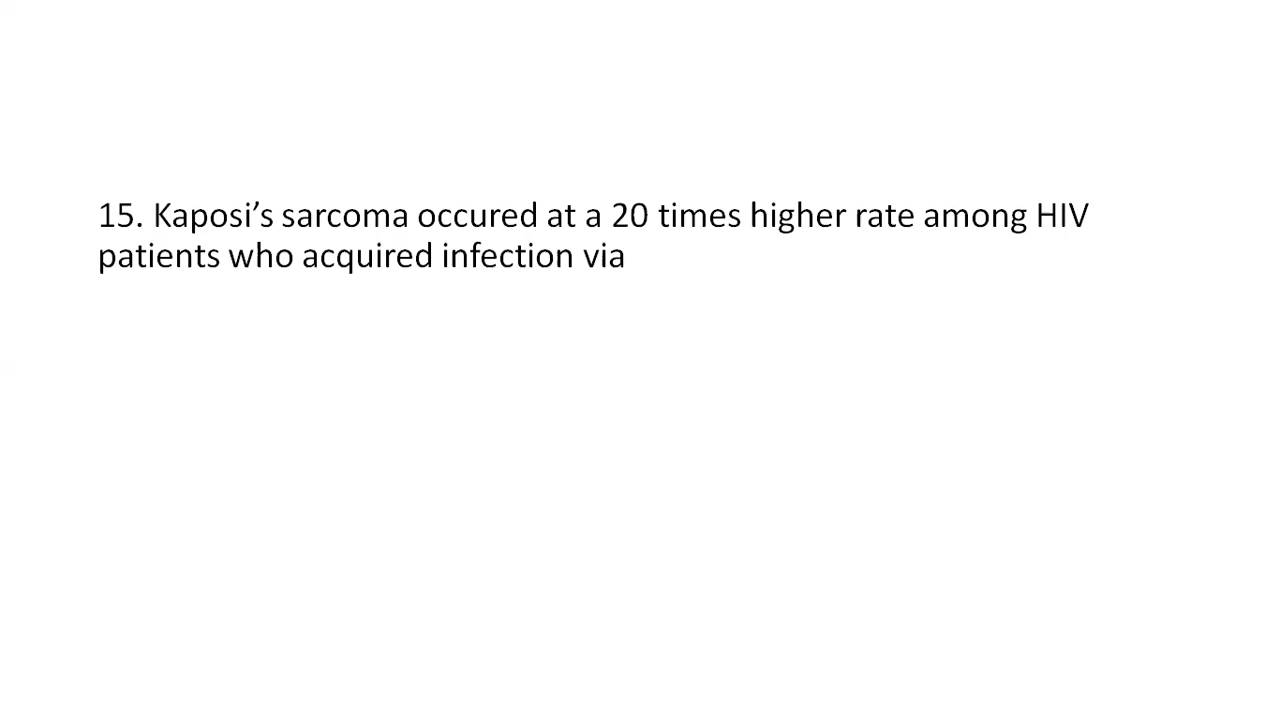 15. Kaposi’s sarcoma occured at a 20 times higher rate among HIV
patients who acquired infection via